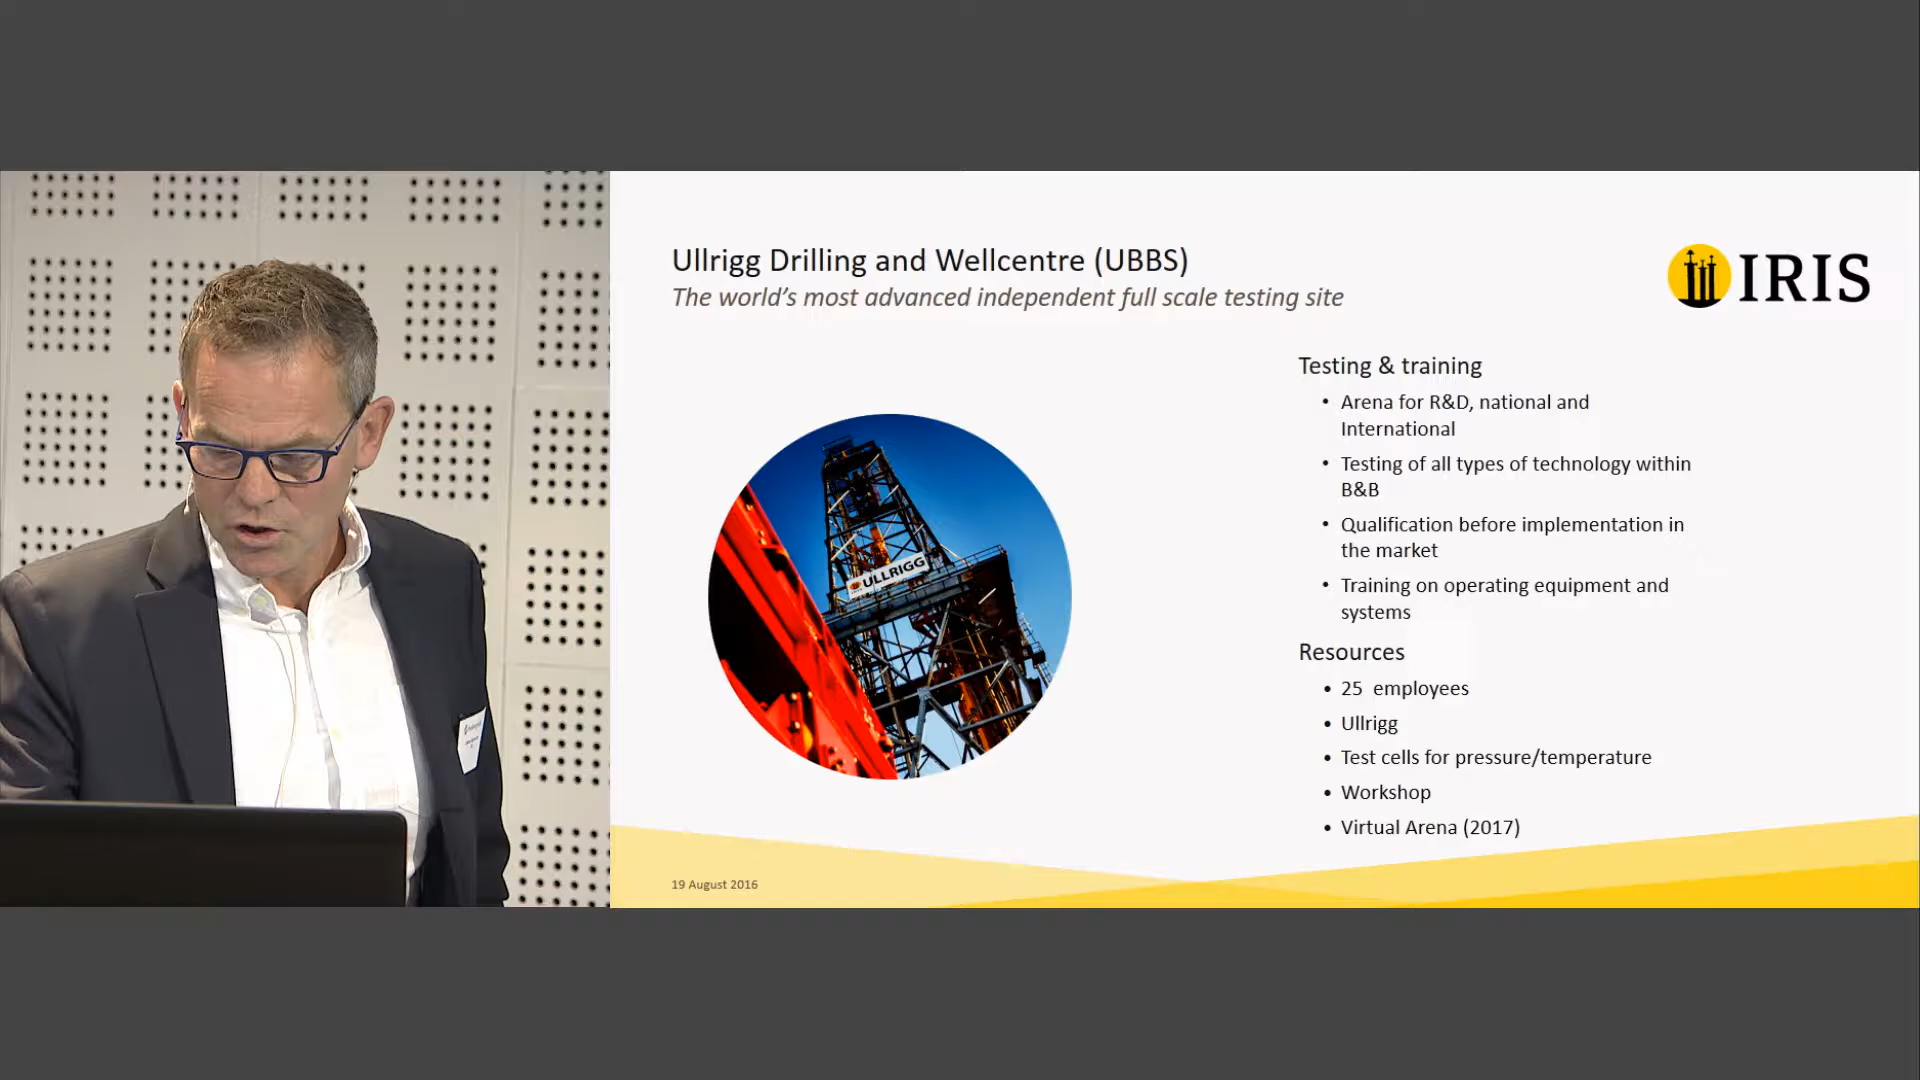 Ullrigg Drilling and Wellcentre (UBBS)
The world's most advanced independent full scale testing site
IRIS
Testing & training
• Arena for R&D, national and
International
• Testing of all types of technology within
B&B
• Qualification before implementation in
the market
• Training on operating equipment and
systems
Resources
• 25 employees
• Ullrigg
• Test cells for pressure/temperature
• Workshop
• Virtual Arena (2017)
ULLRIGG
19 August 2016